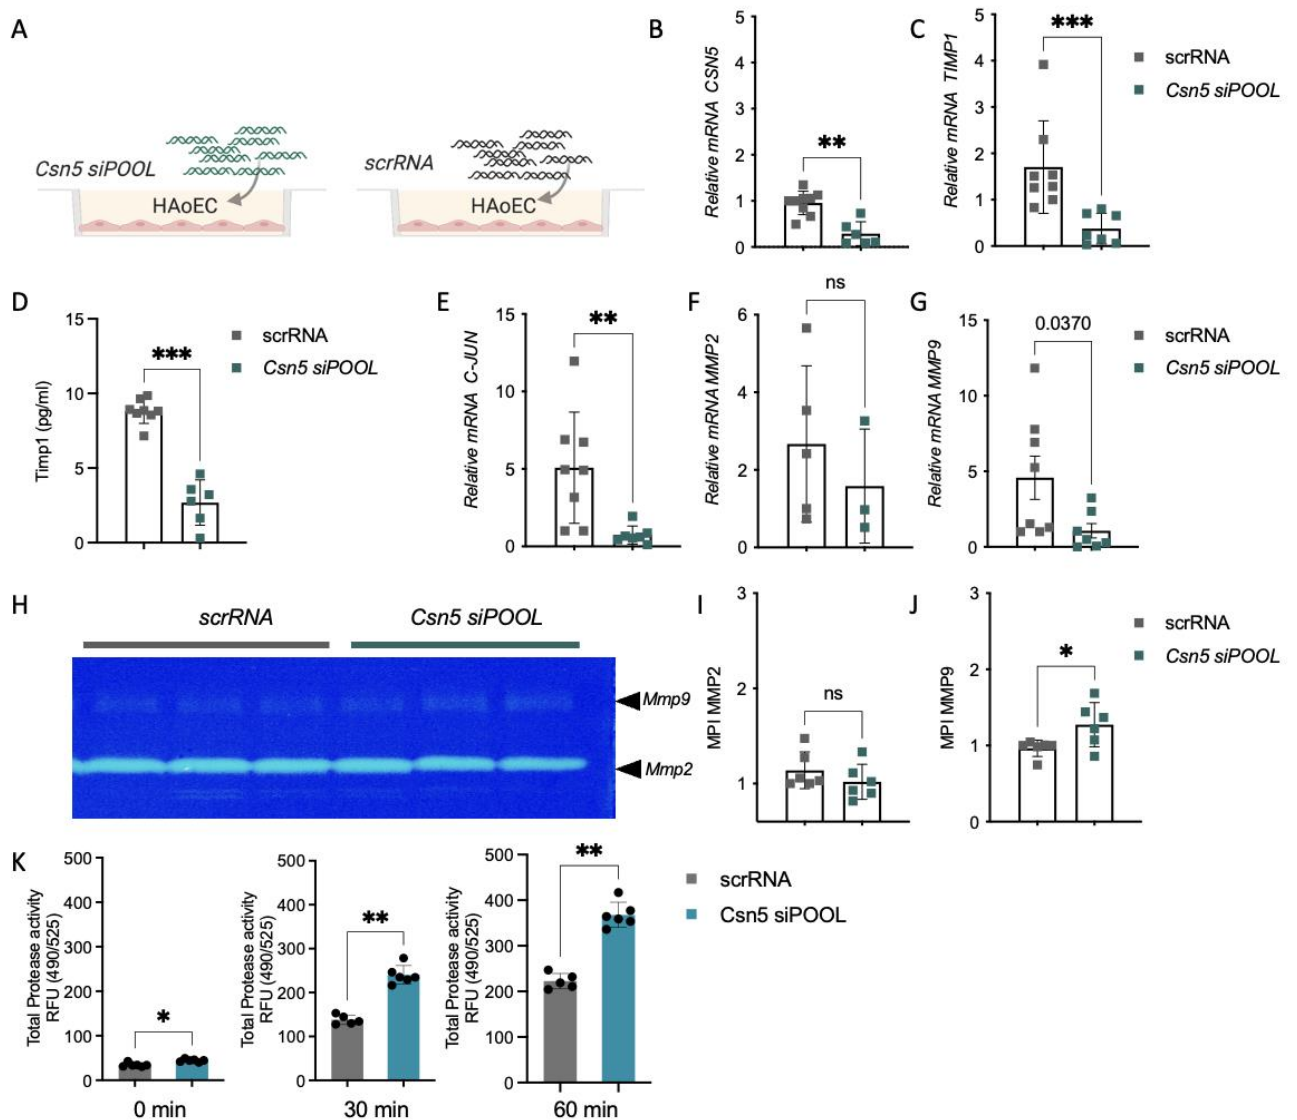 A
Csn5 siPOOL
HAoEC
scrRNA
HAoEC
B
Relative mRNA CSN5
5
4
3
2
1
0
**
C
Relative mRNA TIMP1
5
4
3
2
1
0
***
scrRNA
Csn5 siPOOL
D
Timp1 (pg/ml)
15
10
5
0
***
scrRNA
Csn5 siPOOL
E
Relative mRNA C-JUN
15
10
5
0
**
F
Relative mRNA MMP2
6
4
2
0
ns
G
Relative mRNA MMP9
15
10
5
0
0.0370
scrRNA
Csn5 siPOOL
H
scrRNA
Csn5 siPOOL
Mmp9
Mmp2
I
MPI MMP2
3
2
1
ns
J
MPI MMP9
3
2
1
0
*
scrRNA
Csn5 siPOOL
K
Total Protease activity
RFU (490/525)
500
400
300
200
100
0
*
0 min
Total Protease activity
RFU (490/525)
500
400
300
200
100
0
**
30 min
Total Protease activity
RFU (490/525)
500
400
300
200
100
0
**
60 min
scrRNA
Csn5 siPOOL